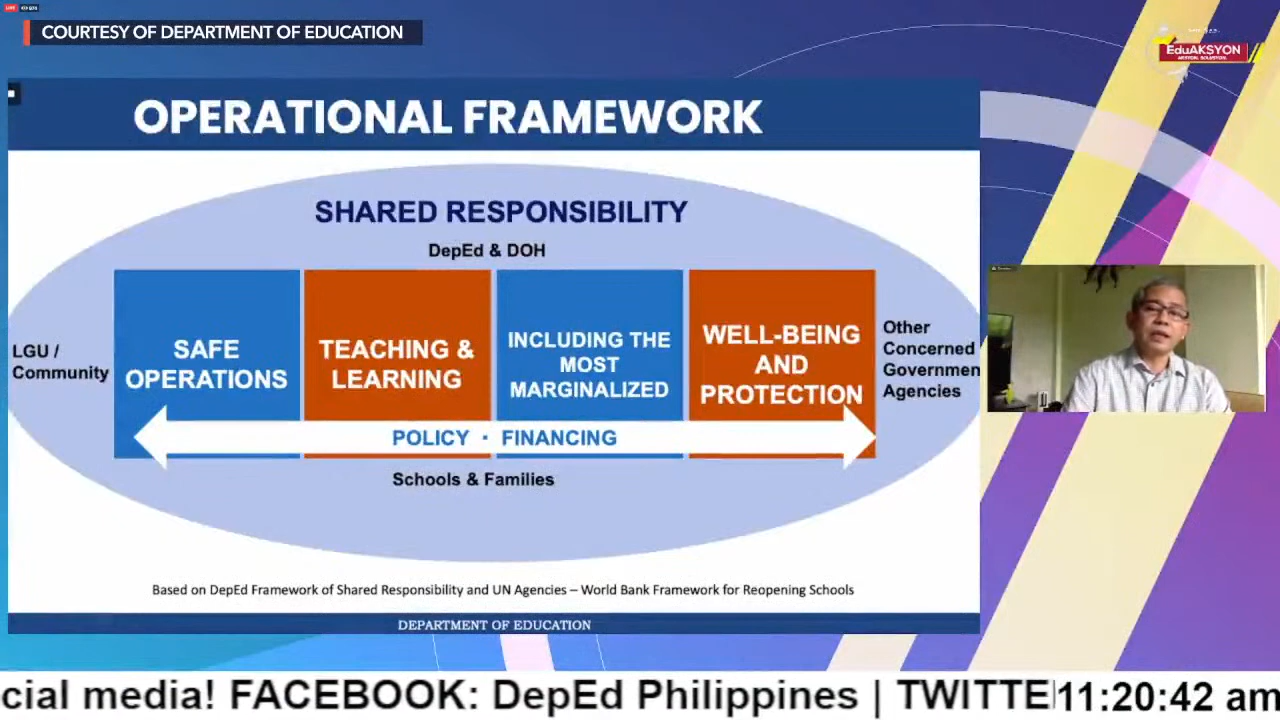 LIVE
COURTESY OF DEPARTMENT OF EDUCATION
EduAKSYON
OPERATIONAL FRAMEWORK
SHARED RESPONSIBILITY
DepEd & DOH
LGU /
Community
SAFE
OPERATIONS
TEACHING &
LEARNING
INCLUDING THE
MOST
MARGINALIZED
WELL-BEING
AND
PROTECTION
Other
Concerned
Governmen
Agencies
POLICY · FINANCING
Schools & Families
Based on DepEd Framework of Shared Responsibility and UN Agencies – World Bank Framework for Reopening Schools
DEPARTMENT OF EDUCATION
cial media! FACEBOOK: DepEd Philippines | TWITTE
11:20:42 am